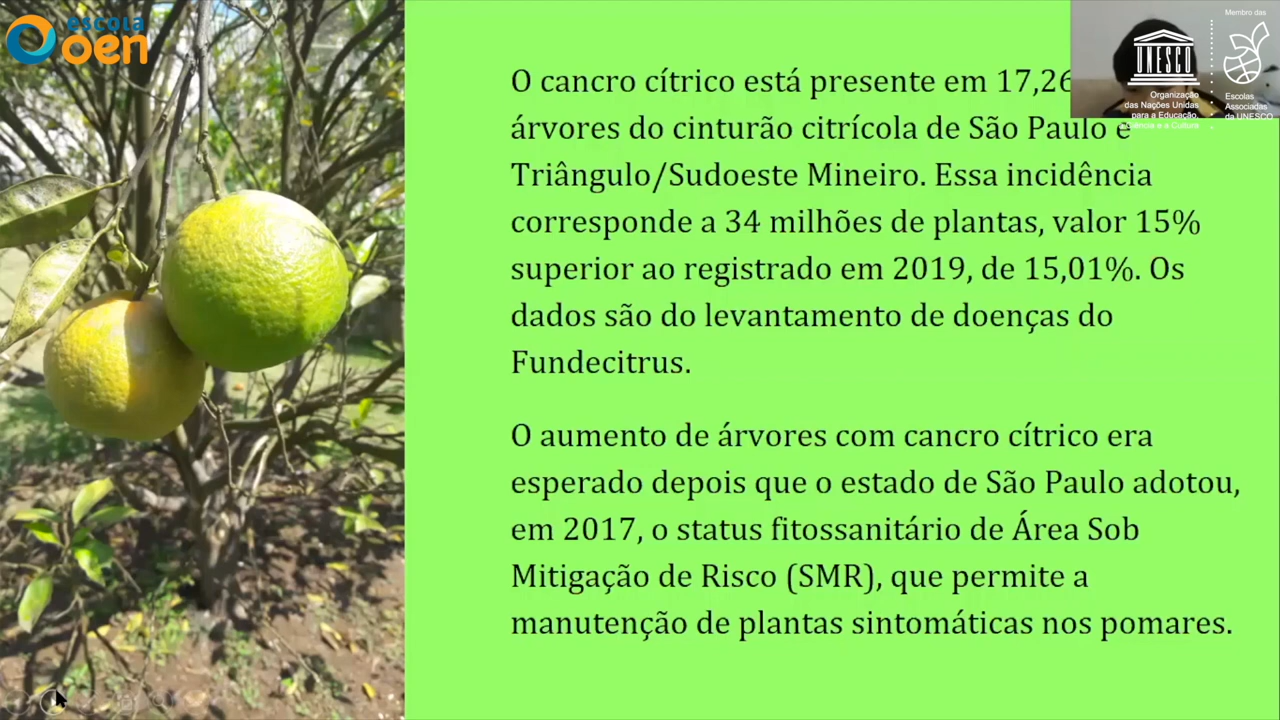 escola
oen
O cancro cítrico está presente em 17,26
árvores do cinturão citrícola de São Paulo e
Triângulo/Sudoeste Mineiro. Essa incidência
corresponde a 34 milhões de plantas, valor 15%
superior ao registrado em 2019, de 15,01%. Os
dados são do levantamento de doenças do
Fundecitrus.
O aumento de árvores com cancro cítrico era
esperado depois que o estado de São Paulo adotou,
em 2017, o status fitossanitário de Área Sob
Mitigação de Risco (SMR), que permite a
manutenção de plantas sintomáticas nos pomares.
UNESCO
Organização
das Nações Unidas
para a Educação,
a Ciência e a Cultura
Membro das
Escolas
Associadas
da UNESCO